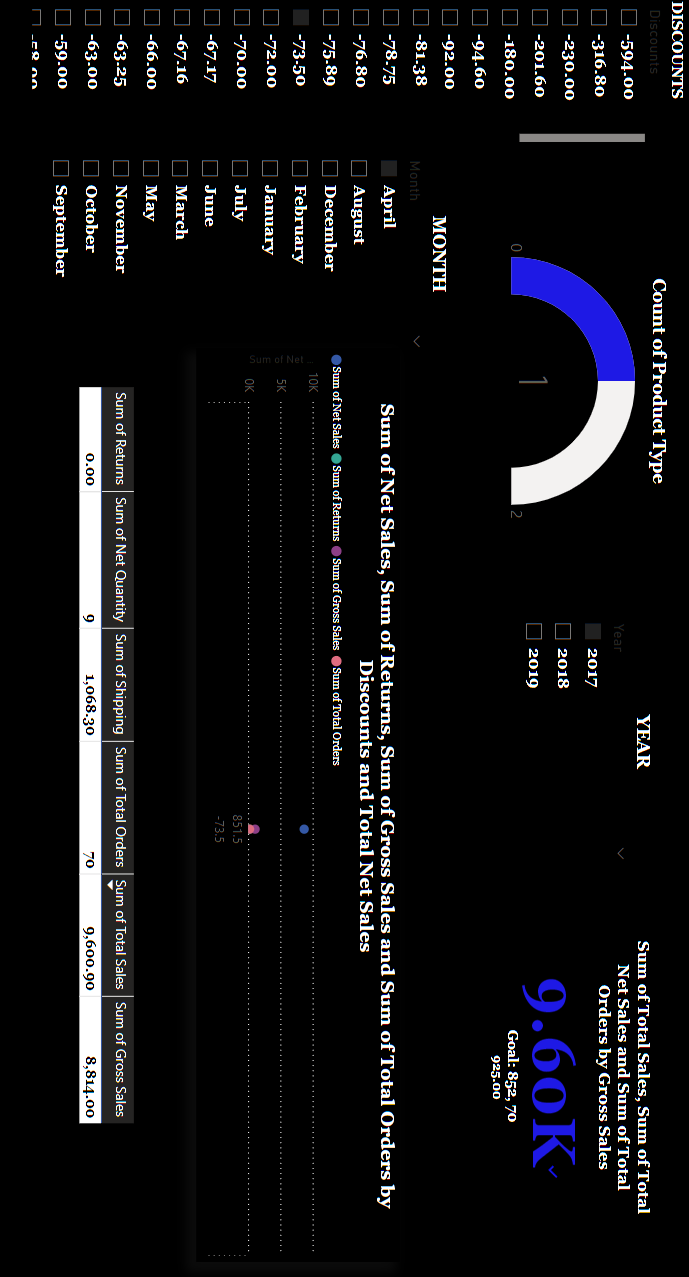 DISCOUNTS
Discounts
-594.00
-316.80
-230.00
-201.60
-180.00
-94.60
-92.00
-81.38
-78.75
-76.80
-75.89
-73.50
-72.00
-70.00
-67.17
-67.16
-66.00
-63.25
-63.00
-59.00
-58.00
Count of Product Type
0
1
2
YEAR
Year
2017
2018
2019
Sum of Total Sales, Sum of Total
Net Sales and Sum of Total
Orders by Gross Sales
9.60K
Goal: 852, 70
925.00
MONTH
Month
April
August
December
February
January
July
June
March
May
November
October
September
Sum of Net Sales, Sum of Returns, Sum of Gross Sales and Sum of Total Orders by
Discounts and Total Net Sales
Sum of Net Sales Sum of Returns Sum of Gross Sales Sum of Total Orders
10K
5K
0K
Sum of Net ...
851.5
-73.5
Sum of Returns Sum of Net Quantity Sum of Shipping Sum of Total Orders Sum of Total Sales Sum of Gross Sales
0.00 9 1,068.30 70 9,600.90 8,814.00